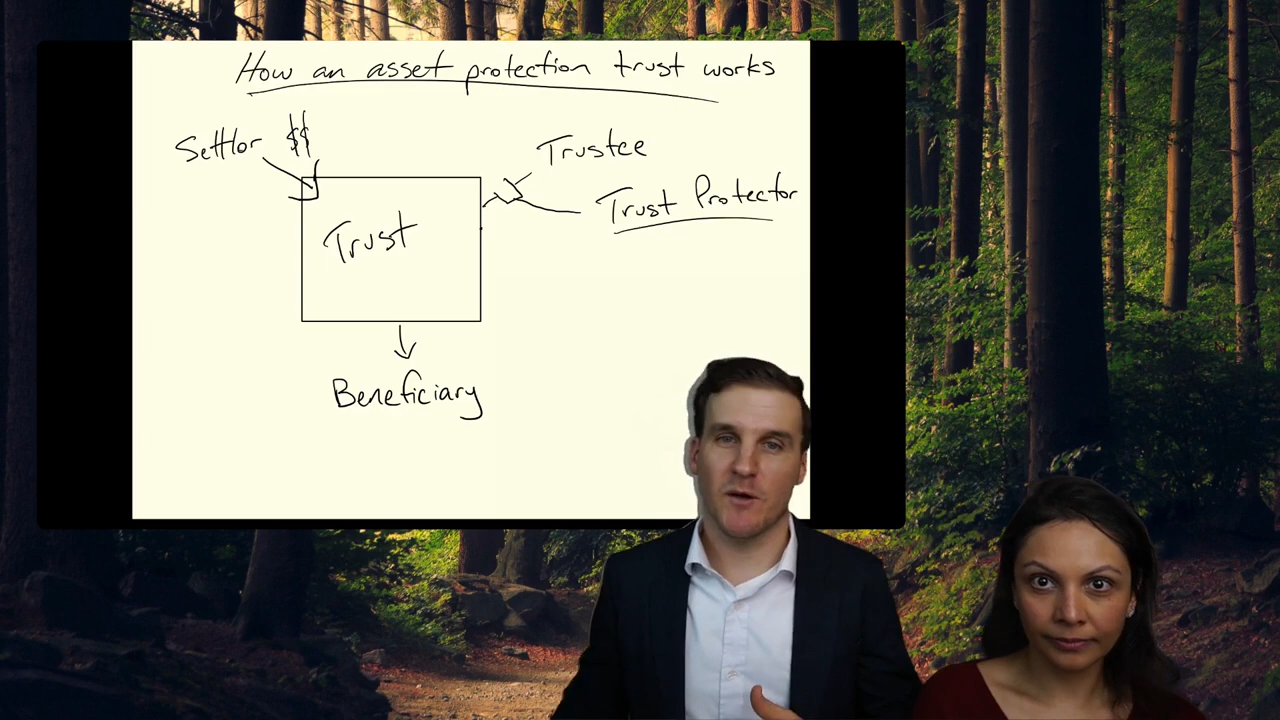 How an asset protection trust works
Settlor $$
Trustee
Trust Protector
Trust
Beneficiary